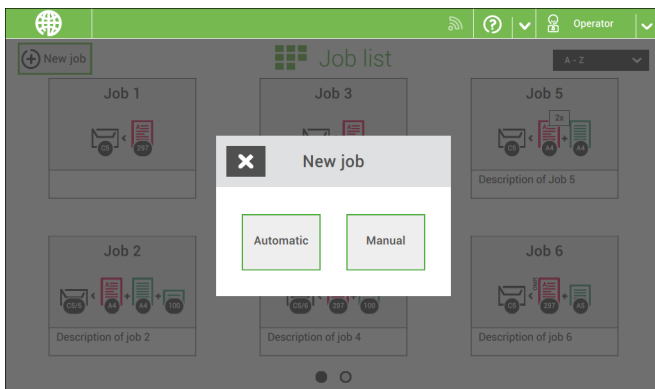 Operator
New job
Job list
A - Z
Job 1
Job 3
Job 5
C5
297
2x
C5
A4
A4
Description of Job 5
New job
Automatic
Manual
Job 2
Job 6
C5/6
A4
A4
100
C5/6
297
100
C5
297
A5
Description of job 2
Description of job 4
Description of job 6